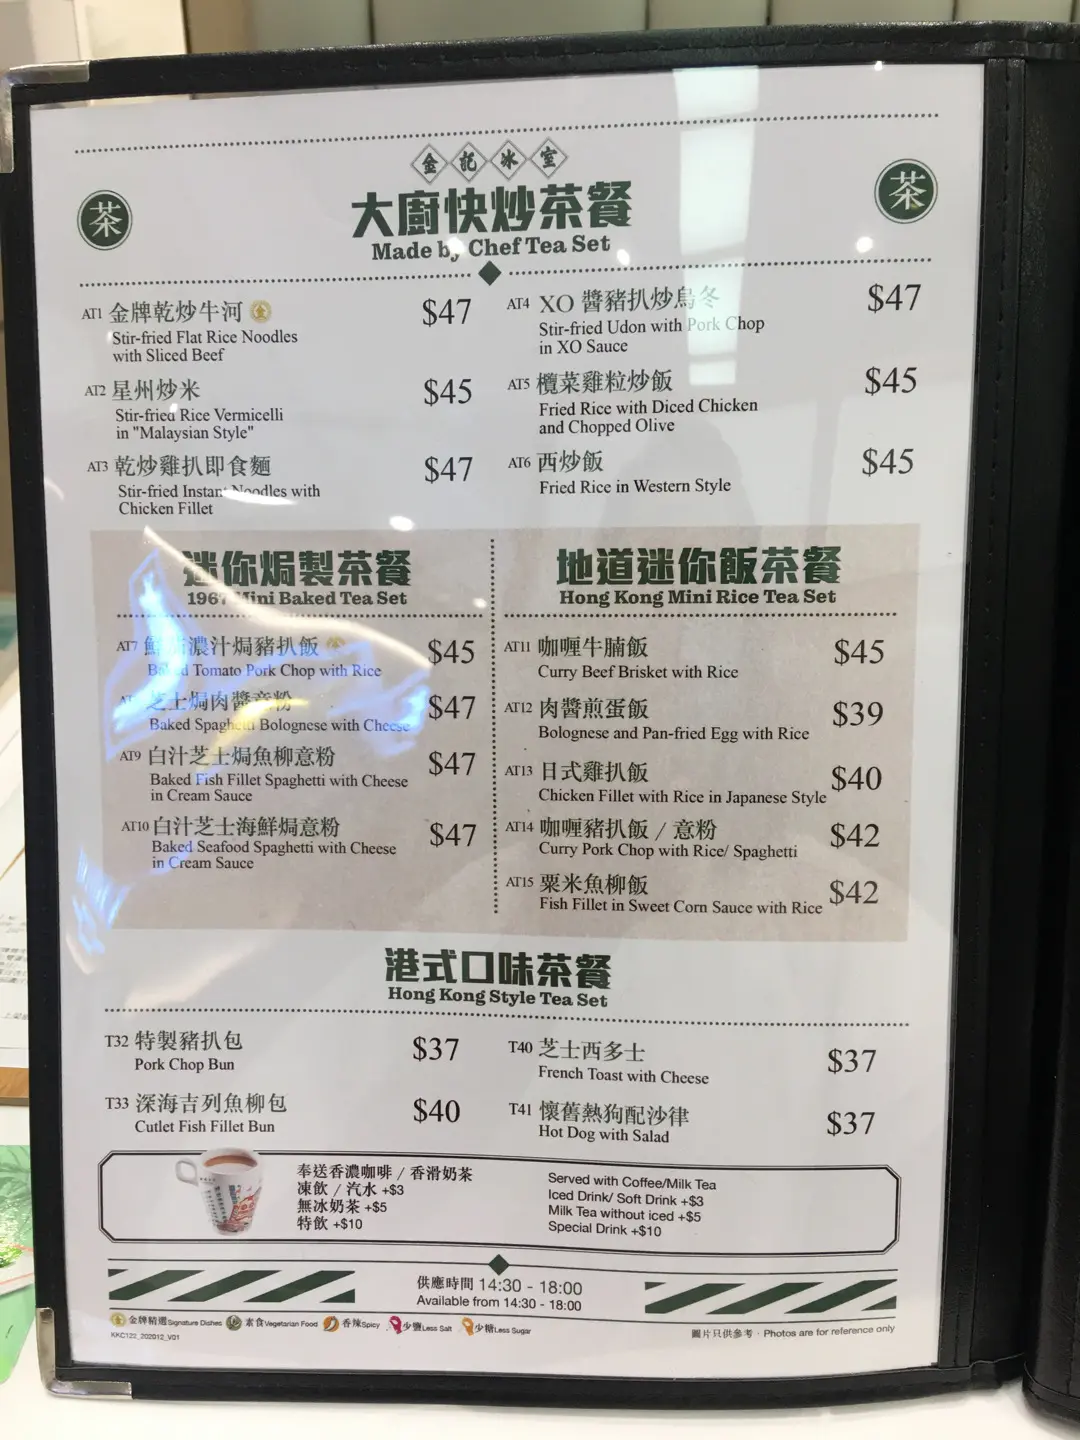 金記冰室
大廚快炒茶餐
Made by Chef Tea Set
茶
茶
AT1 金牌乾炒牛河 $47
Stir-fried Flat Rice Noodles
with Sliced Beef
AT2 星州炒米 $45
Stir-fried Rice Vermicelli
in "Malaysian Style"
AT3 乾炒雞扒即食麵 $47
Stir-fried Instant Noodles with
Chicken Fillet
AT4 XO 醬豬扒炒烏冬 $47
Stir-fried Udon with Pork Chop
in XO Sauce
AT5 欖菜雞粒炒飯 $45
Fried Rice with Diced Chicken
and Chopped Olive
AT6 西炒飯 $45
Fried Rice in Western Style
迷你焗製茶餐
1967 Mini Baked Tea Set
AT7 鮮茄濃汁焗豬扒飯 $45
Baked Tomato Pork Chop with Rice
芝士焗肉醬意粉 $47
Baked Spaghetti Bolognese with Cheese
AT9 白汁芝士焗魚柳意粉 $47
Baked Fish Fillet Spaghetti with Cheese
in Cream Sauce
AT10 白汁芝士海鮮焗意粉 $47
Baked Seafood Spaghetti with Cheese
in Cream Sauce
地道迷你飯茶餐
Hong Kong Mini Rice Tea Set
AT11 咖喱牛腩飯 $45
Curry Beef Brisket with Rice
AT12 肉醬煎蛋飯 $39
Bolognese and Pan-fried Egg with Rice
AT13 日式雞扒飯 $40
Chicken Fillet with Rice in Japanese Style
AT14 咖喱豬扒飯 / 意粉 $42
Curry Pork Chop with Rice/ Spaghetti
AT15 粟米魚柳飯 $42
Fish Fillet in Sweet Corn Sauce with Rice
港式口味茶餐
Hong Kong Style Tea Set
T32 特製豬扒包 $37
Pork Chop Bun
T33 深海吉列魚柳包 $40
Cutlet Fish Fillet Bun
T40 芝士西多士 $37
French Toast with Cheese
T41 懷舊熱狗配沙律 $37
Hot Dog with Salad
奉送香濃咖啡 / 香滑奶茶
凍飲 / 汽水 +$3
無冰奶茶 +$5
特飲 +$10
Served with Coffee/Milk Tea
Iced Drink/ Soft Drink +$3
Milk Tea without iced +$5
Special Drink +$10
供應時間 14:30 - 18:00
Available from 14:30 - 18:00
金牌精選 Signature Dishes 素食 Vegetarian Food 香辣 Spicy 少鹽 Less Salt 少糖 Less Sugar
KKC122_202012_V01
圖片只供參考。Photos are for reference only